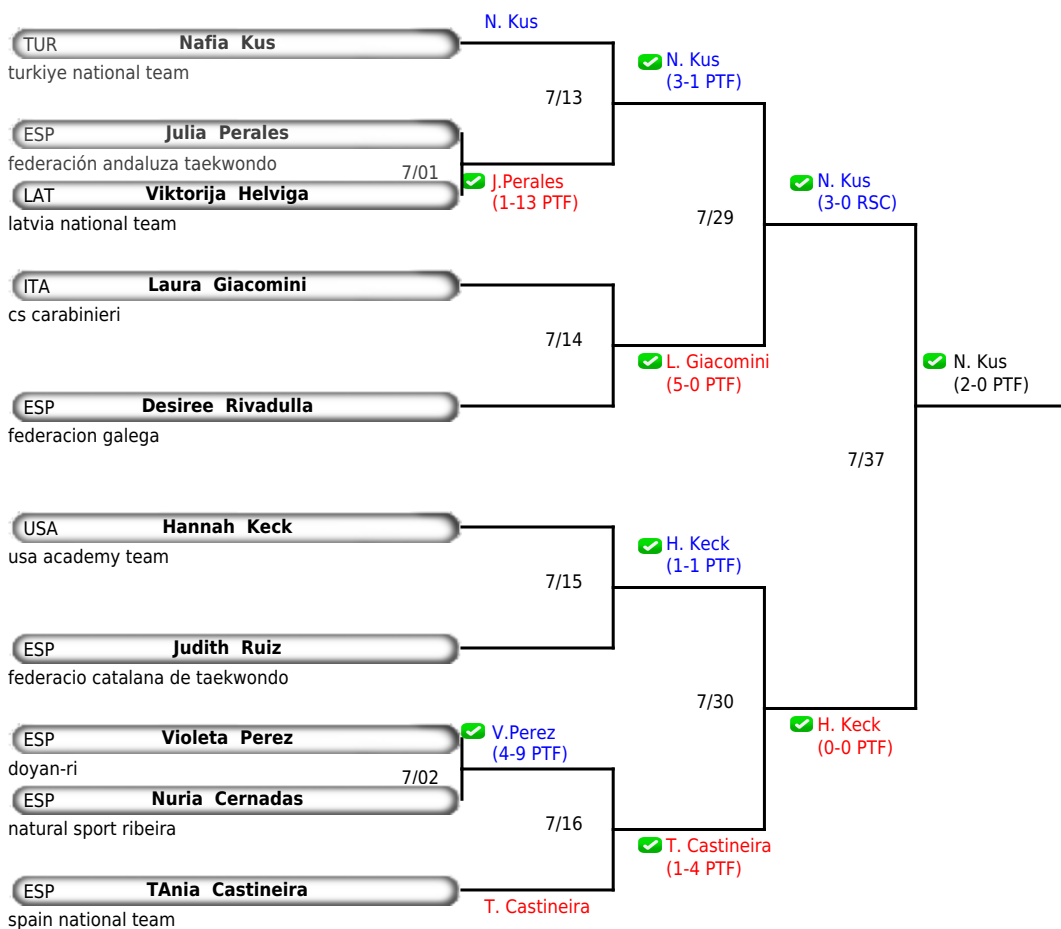 N. Kus
TUR Nafia Kus
turkiye national team
N. Kus
(3-1 PTF)
7/13
ESP Julia Perales
federación andaluza taekwondo
7/01
J.Perales
(1-13 PTF)
LAT Viktorija Helviga
latvia national team
N. Kus
(3-0 RSC)
7/29
ITA Laura Giacomini
cs carabinieri
7/14
L. Giacomini
(5-0 PTF)
N. Kus
(2-0 PTF)
ESP Desiree Rivadulla
federacion galega
7/37
USA Hannah Keck
usa academy team
H. Keck
(1-1 PTF)
7/15
ESP Judith Ruiz
federacio catalana de taekwondo
7/30
H. Keck
(0-0 PTF)
ESP Violeta Perez
doyan-ri
V.Perez
(4-9 PTF)
7/02
ESP Nuria Cernadas
natural sport ribeira
7/16
T. Castineira
(1-4 PTF)
ESP TAnia Castineira
spain national team
T. Castineira